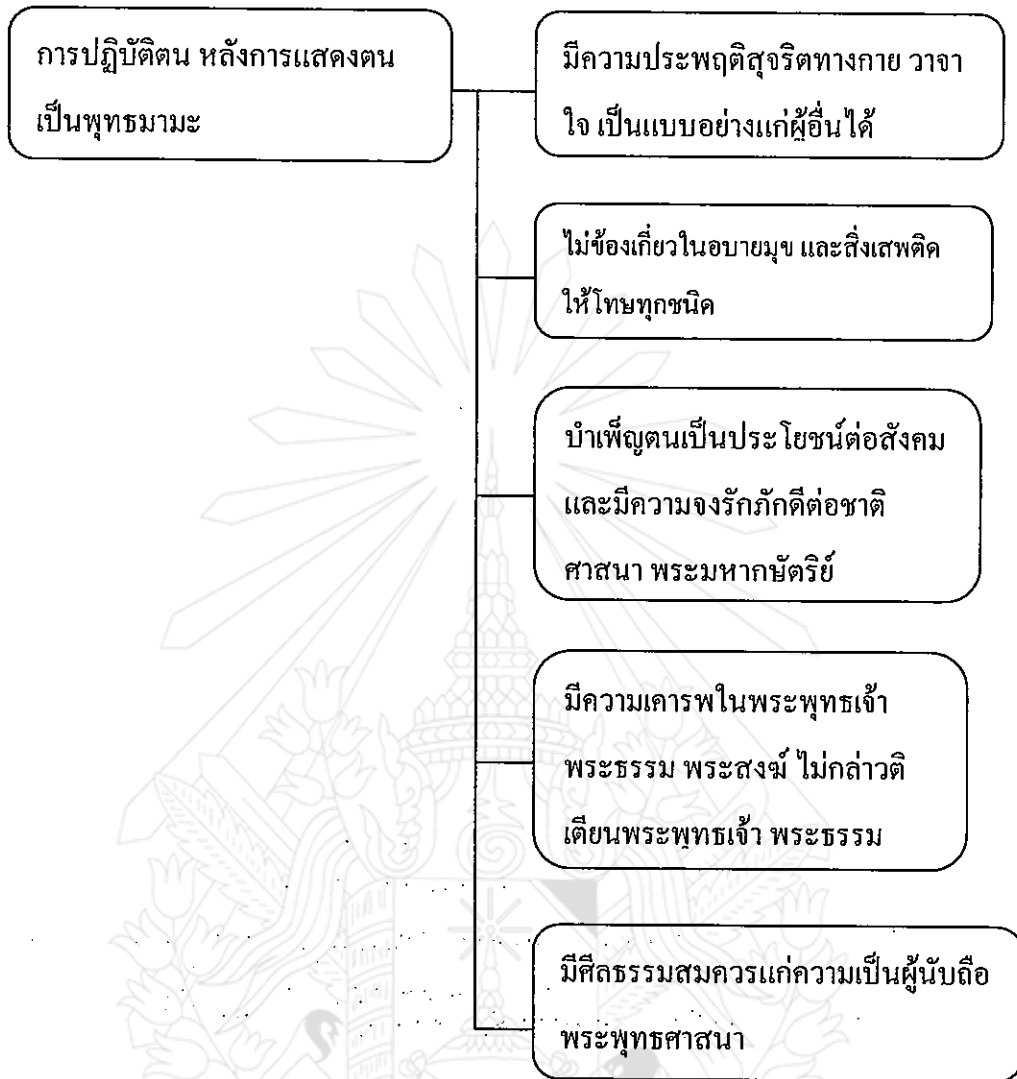 การปฏิบัติตน หลังการแสดงตน
เป็นพุทธมามะ
มีความประพฤติสุจริตทางกาย วาจา
ใจ เป็นแบบอย่างแก่ผู้อื่นได้
ไม่ข้องเกี่ยวในอบายมุข และสิ่งเสพติด
ให้โทษทุกชนิด
บำเพ็ญตนเป็นประโยชน์ต่อสังคม
และมีความจงรักภักดีต่อชาติ
ศาสนา พระมหากษัตริย์
มีความเคารพในพระพุทธเจ้า
พระธรรม พระสงฆ์ ไม่กล่าวติ
เตียนพระพุทธเจ้า พระธรรม
มีศีลธรรมสมควรแก่ความเป็นผู้นับถือ
พระพุทธศาสนา